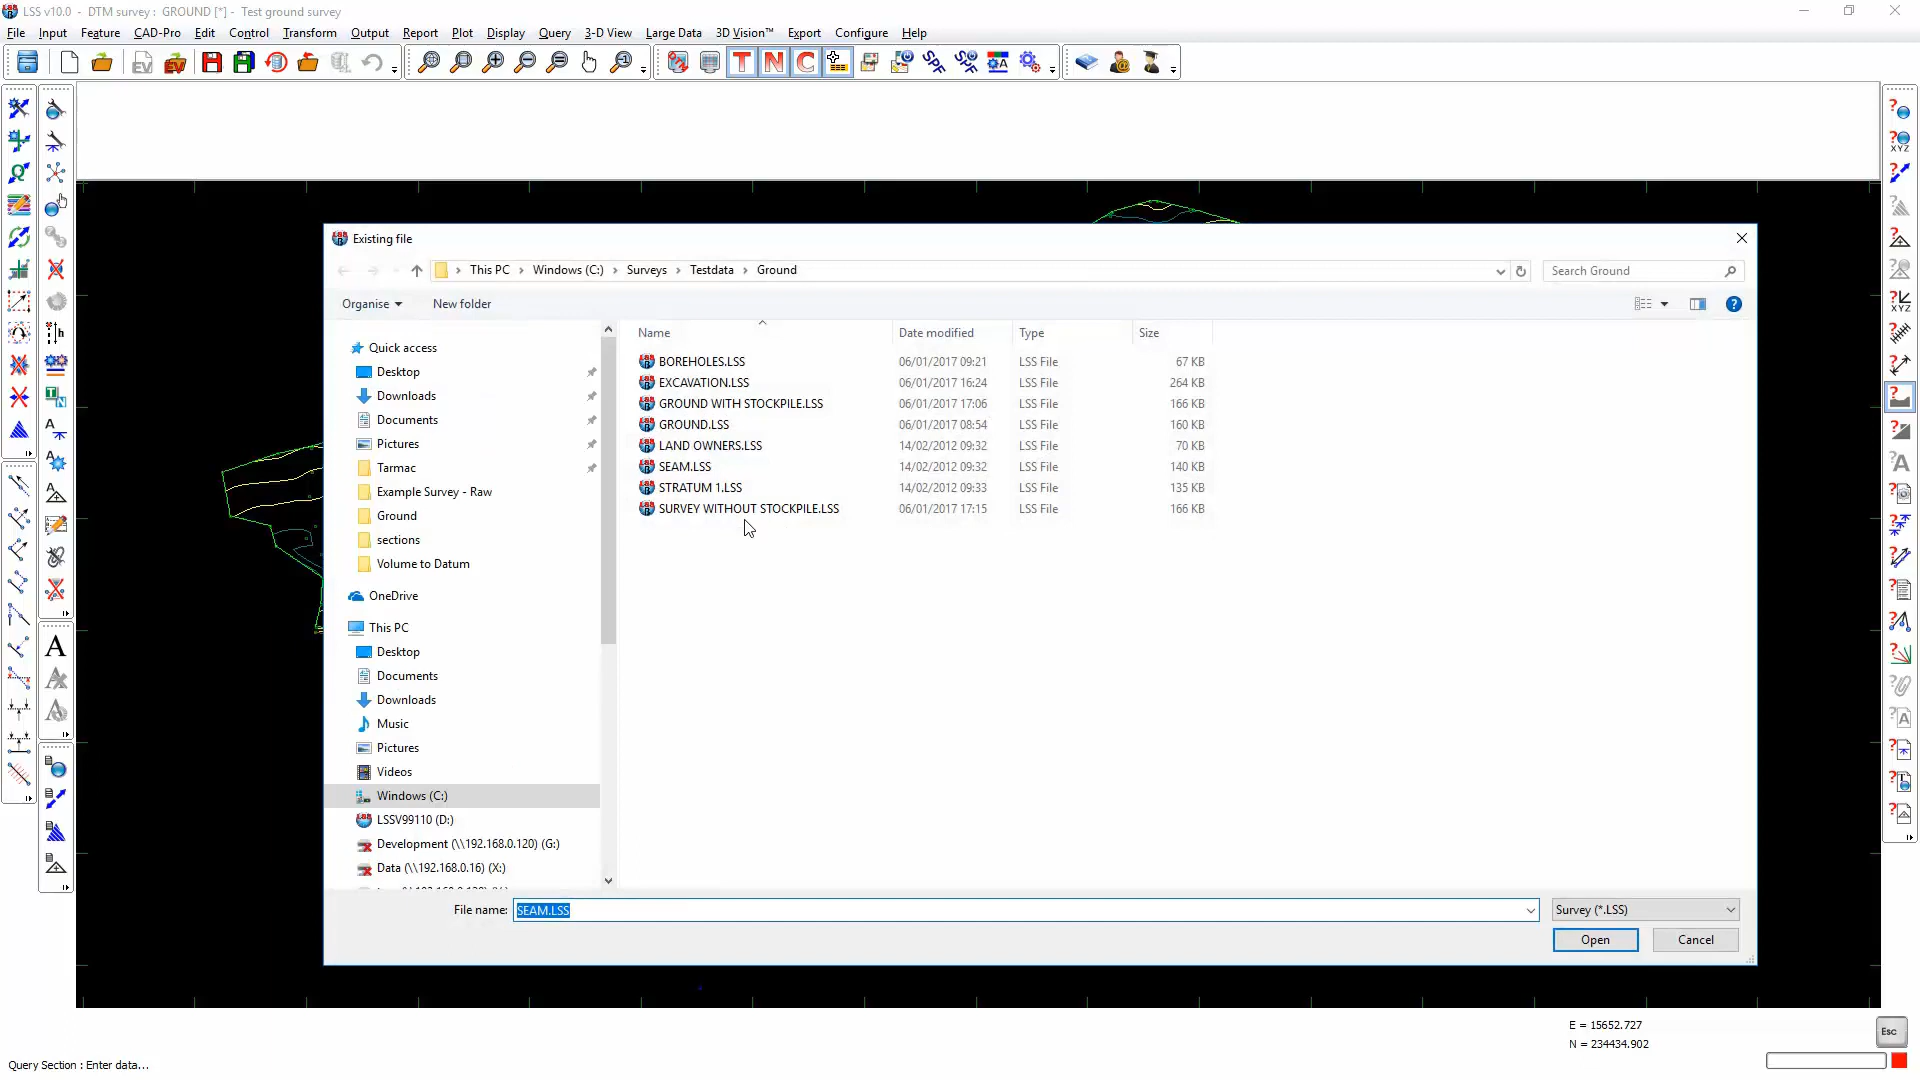 LSS v10.0 - DTM survey : GROUND [*] - Test ground survey
File Input Feature CAD-Pro Edit Control Transform Output Report Plot Display Query 3-D View Large Data 3D Vision™ Export Configure Help
Existing file
This PC > Windows (C:) > Surveys > Testdata > Ground
Search Ground
Organise New folder
Name Date modified Type Size
Quick access
Desktop
Downloads
Documents
Pictures
Tarmac
Example Survey - Raw
Ground
sections
Volume to Datum
OneDrive
This PC
Desktop
Documents
Downloads
Music
Pictures
Videos
Windows (C:)
LSSV99110 (D:)
Development (\\192.168.0.120) (G:)
Data (\\192.168.0.16) (X:)
BOREHOLES.LSS 06/01/2017 09:21 LSS File 67 KB
EXCAVATION.LSS 06/01/2017 16:24 LSS File 264 KB
GROUND WITH STOCKPILE.LSS 06/01/2017 17:06 LSS File 166 KB
GROUND.LSS 06/01/2017 08:54 LSS File 160 KB
LAND OWNERS.LSS 14/02/2012 09:32 LSS File 70 KB
SEAM.LSS 14/02/2012 09:32 LSS File 140 KB
STRATUM 1.LSS 14/02/2012 09:33 LSS File 135 KB
SURVEY WITHOUT STOCKPILE.LSS 06/01/2017 17:15 LSS File 166 KB
File name: SEAM.LSS Survey (*.LSS)
Open Cancel
E = 15652.727
N = 234434.902
Esc
Query Section : Enter data...